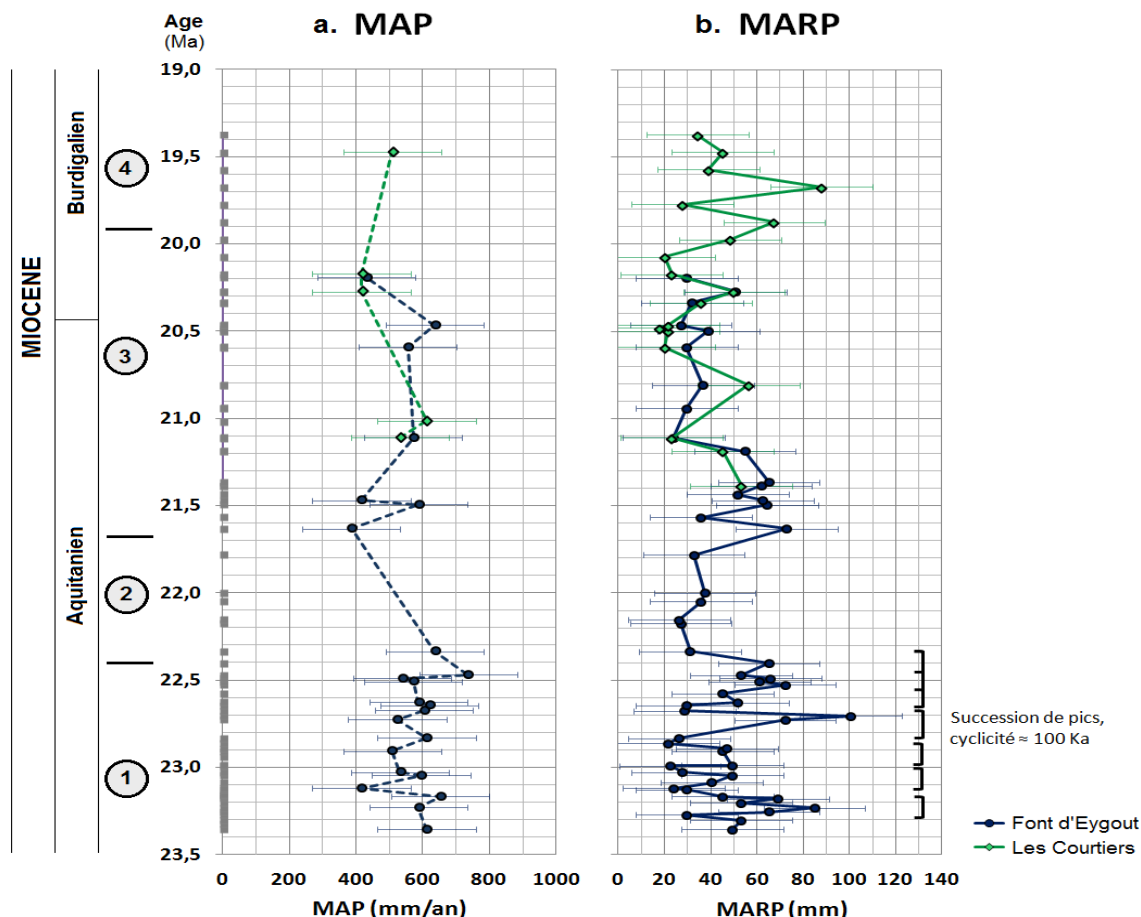 Age
(Ma)
a. MAP
b. MARP
19,0
19,5
20,0
20,5
21,0
21,5
22,0
22,5
23,0
23,5
MIOCENE
Burdigalien
Aquitanien
4
3
2
1
0 200 400 600 800 1000
MAP (mm/an)
0 20 40 60 80 100 120 140
MARP (mm)
Succession de pics,
cyclicité ≈ 100 Ka
Font d'Eygout
Les Courtiers